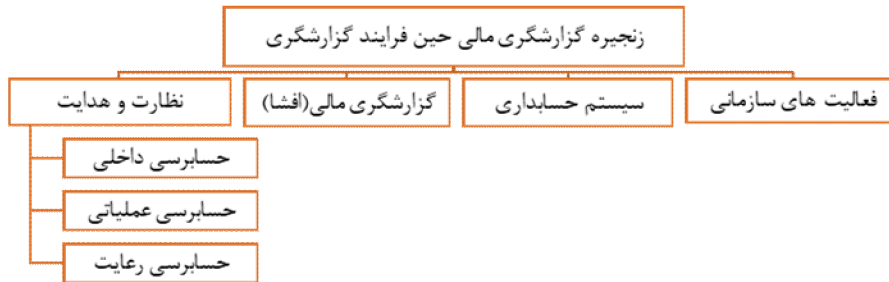 زنجیره گزارشگری مالی حین فرایند گزارشگری
فعالیت های سازمانی
سیستم حسابداری
گزارشگری مالی(افشا)
نظارت و هدایت
حسابرسی داخلی
حسابرسی عملیاتی
حسابرسی رعایت